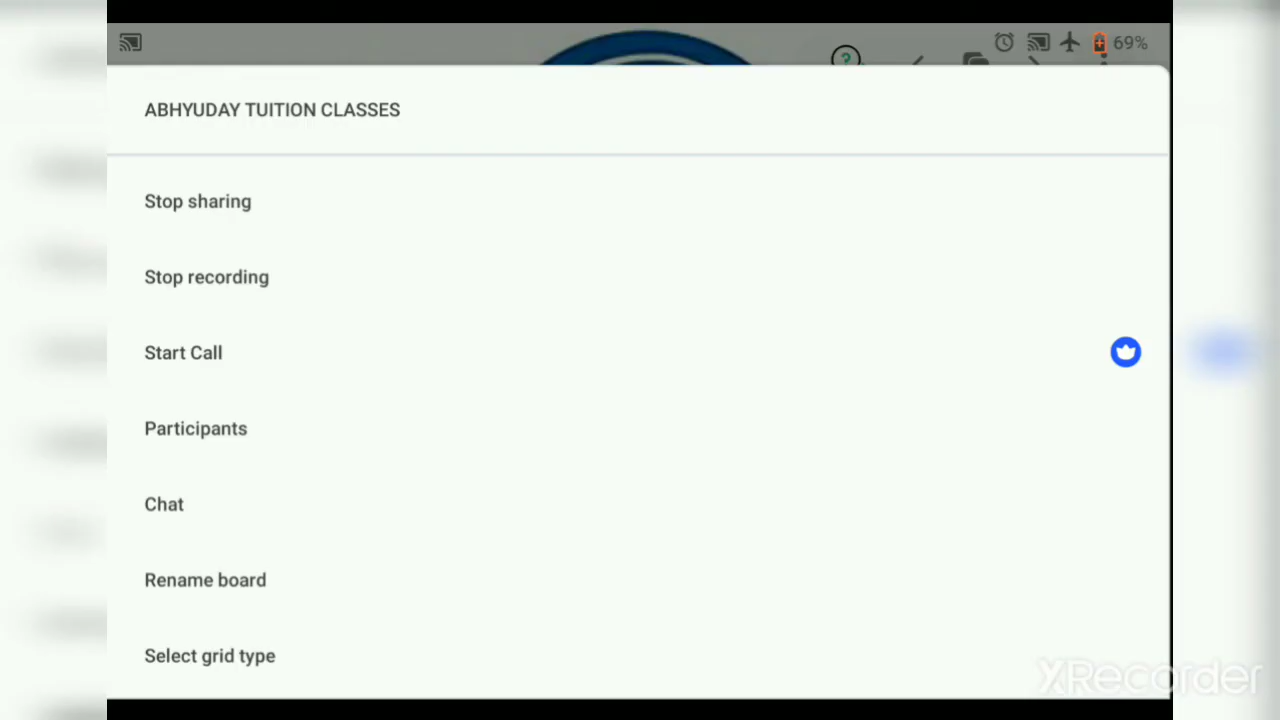 69%
ABHYUDAY TUITION CLASSES
Stop sharing
Stop recording
Start Call
Participants
Chat
Rename board
Select grid type
XRecorder